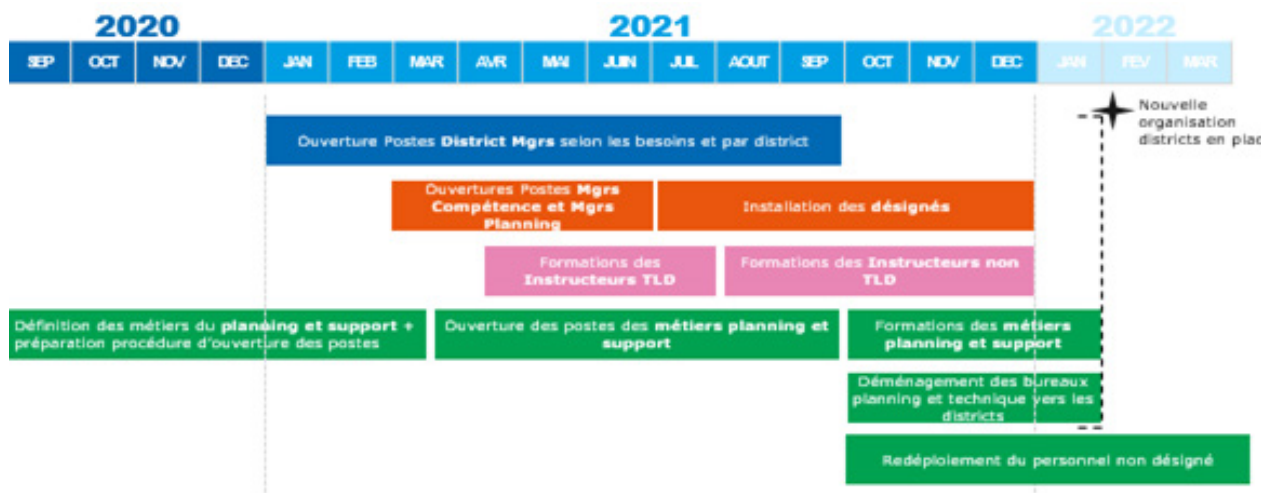 2020
2021
2022
SEP OCT NOV DEC JAN FEB MAR AVR MAI JUIN JUIL AOUT SEP OCT NOV DEC JAN FEV MAR
Nouvelle
organisation
districts en plac
Ouverture Postes District Mgrs selon les besoins et par district
Ouvertures Postes Mgrs
Compétence et Mgrs
Planning
Installation des désignés
Formations des
Instructeurs TLD
Formations des Instructeurs non
TLD
Définition des métiers du planning et support +
préparation procédure d'ouverture des postes
Ouverture des postes des métiers planning et
support
Formations des métiers
planning et support
Déménagement des bureaux
planning et technique vers les
districts
Redéploiement du personnel non désigné